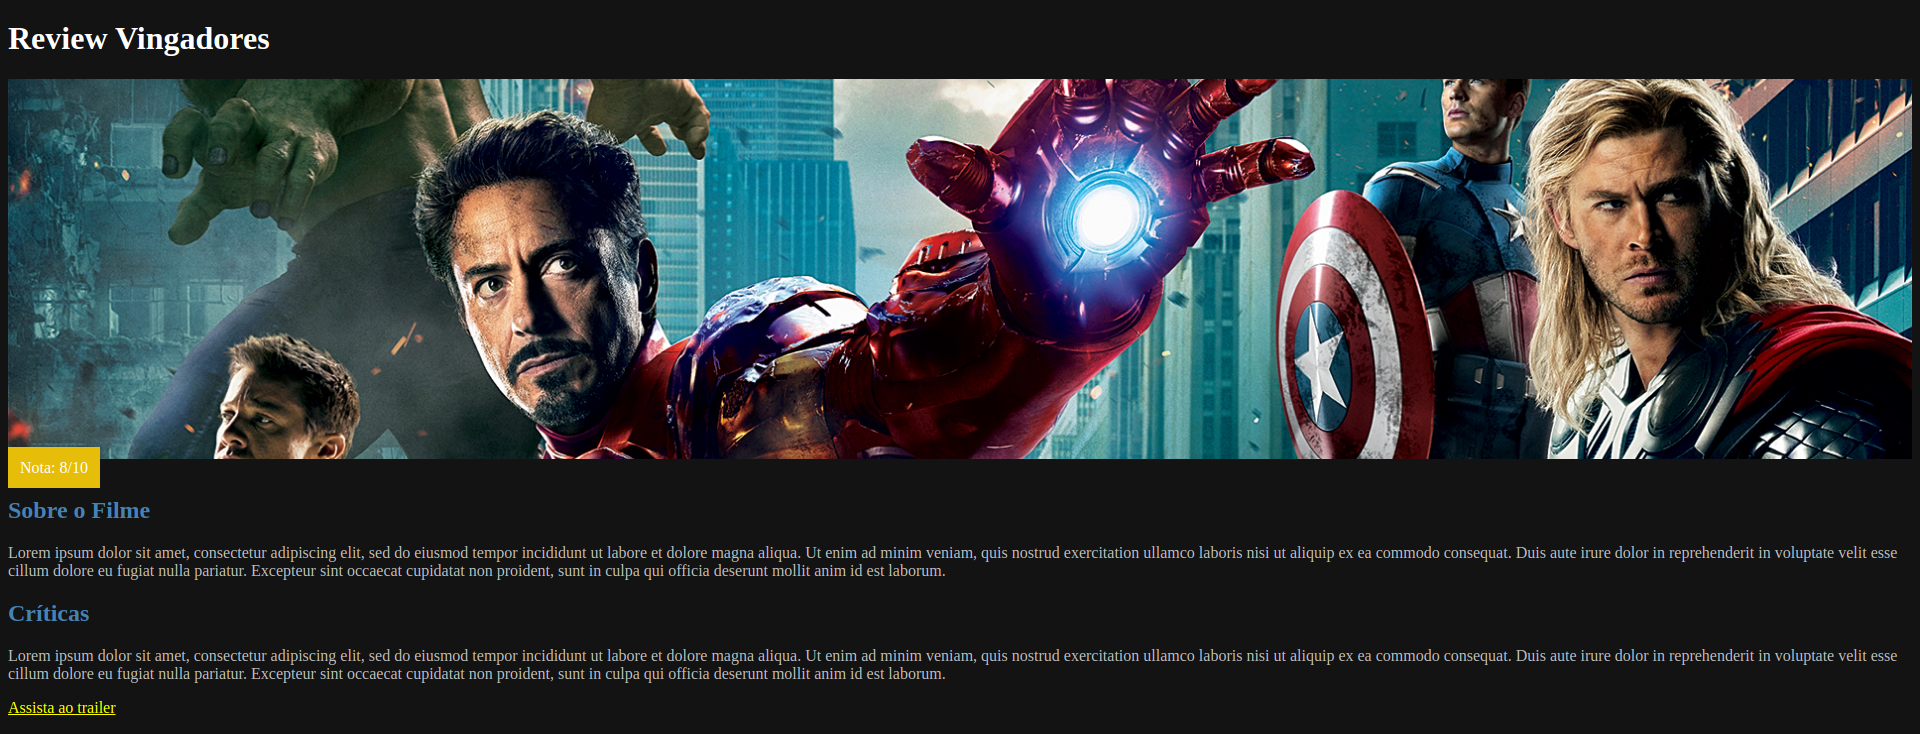 Review Vingadores
Nota: 8/10
Sobre o Filme
Lorem ipsum dolor sit amet, consectetur adipiscing elit, sed do eiusmod tempor incididunt ut labore et dolore magna aliqua. Ut enim ad minim veniam, quis nostrud exercitation ullamco laboris nisi ut aliquip ex ea commodo consequat. Duis aute irure dolor in reprehenderit in voluptate velit esse
cillum dolore eu fugiat nulla pariatur. Excepteur sint occaecat cupidatat non proident, sunt in culpa qui officia deserunt mollit anim id est laborum.
Críticas
Lorem ipsum dolor sit amet, consectetur adipiscing elit, sed do eiusmod tempor incididunt ut labore et dolore magna aliqua. Ut enim ad minim veniam, quis nostrud exercitation ullamco laboris nisi ut aliquip ex ea commodo consequat. Duis aute irure dolor in reprehenderit in voluptate velit esse
cillum dolore eu fugiat nulla pariatur. Excepteur sint occaecat cupidatat non proident, sunt in culpa qui officia deserunt mollit anim id est laborum.
Assista ao trailer